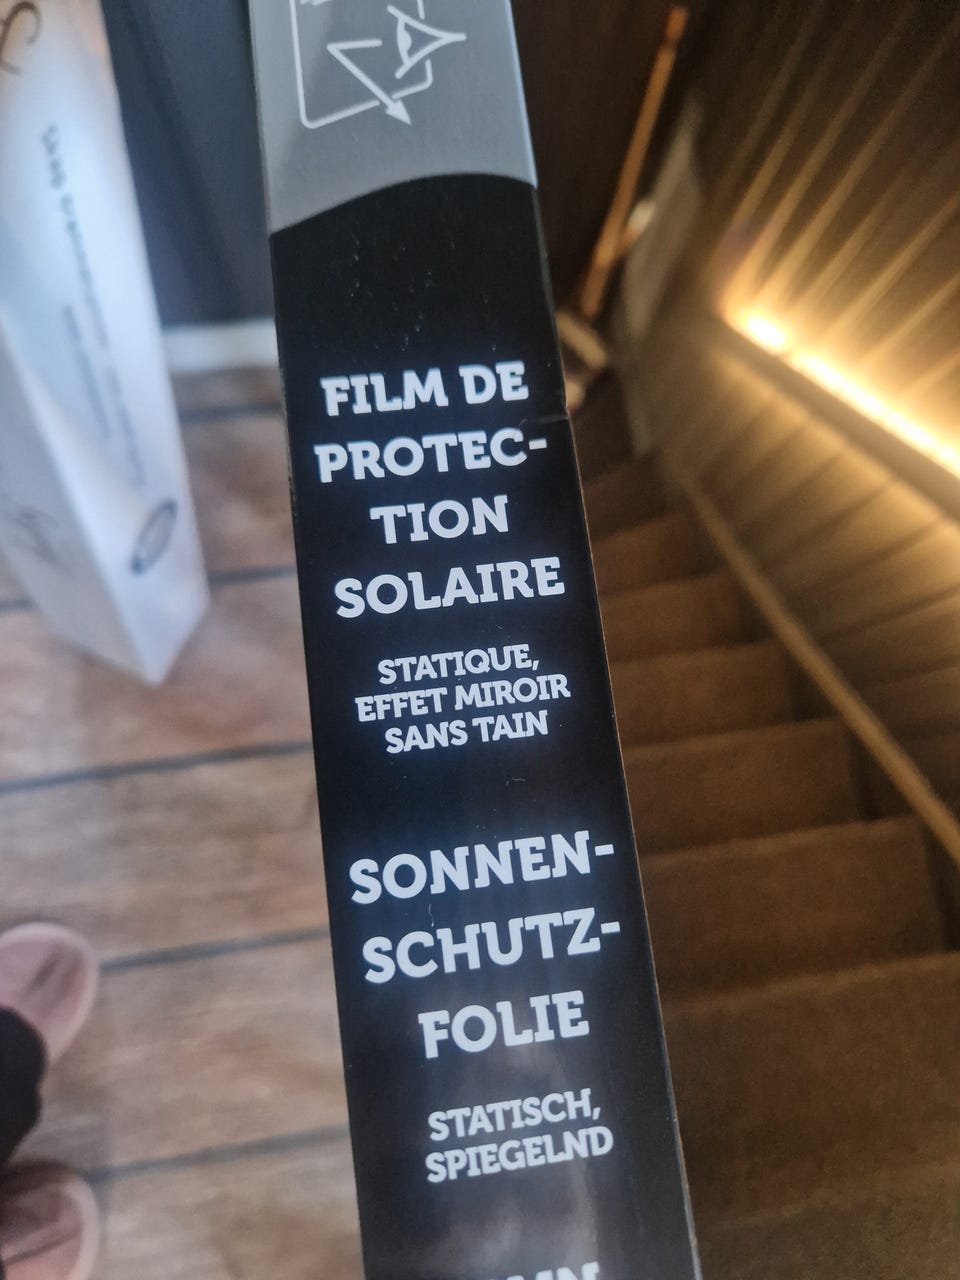 FILM DE
PROTEC-
TION
SOLAIRE
STATIQUE,
EFFET MIROIR
SANS TAIN
SONNEN-
SCHUTZ-
FOLIE
STATISCH,
SPIEGELND